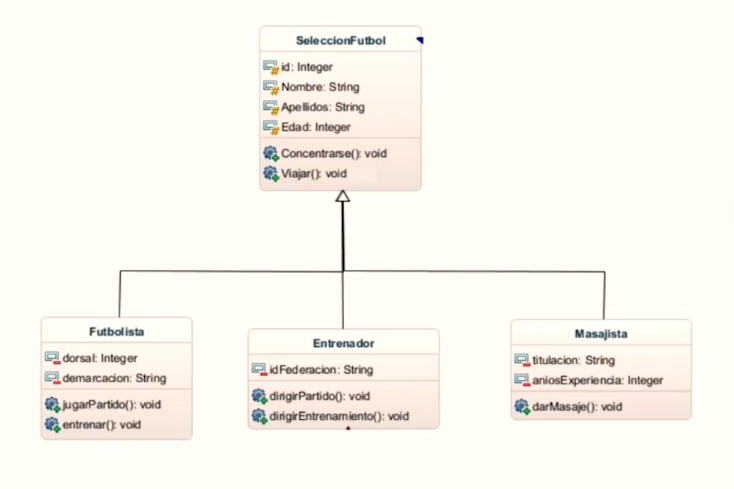 SeleccionFutbol
id: Integer
Nombre: String
Apellidos: String
Edad: Integer
Concentrarse(): void
Viajar(): void
Futbolista
dorsal: Integer
demarcacion: String
jugarPartido(): void
entrenar(): void
Entrenador
idFederacion: String
dirigirPartido(): void
dirigirEntrenamiento(): void
Masajista
titulacion: String
aniosExperiencia: Integer
darMasaje(): void